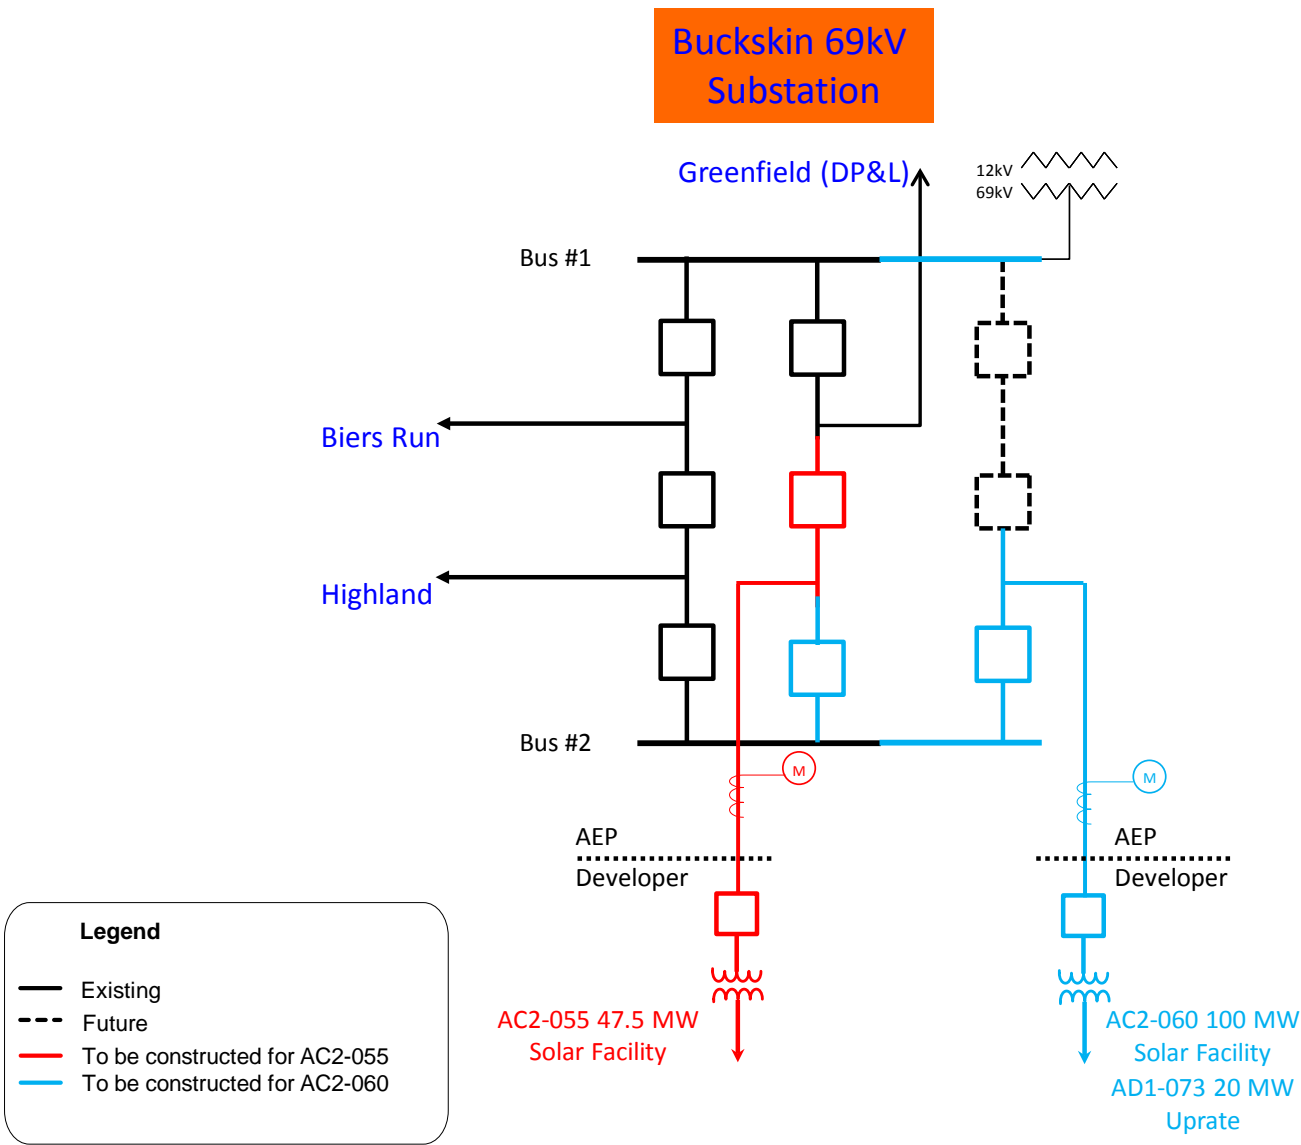 Buckskin 69kV
Substation
Greenfield (DP&L)
12kV
69kV
Bus #1
Biers Run
Highland
Bus #2
M
M
AEP
Developer
AEP
Developer
Legend
Existing
Future
To be constructed for AC2-055
To be constructed for AC2-060
AC2-055 47.5 MW
Solar Facility
AC2-060 100 MW
Solar Facility
AD1-073 20 MW
Uprate